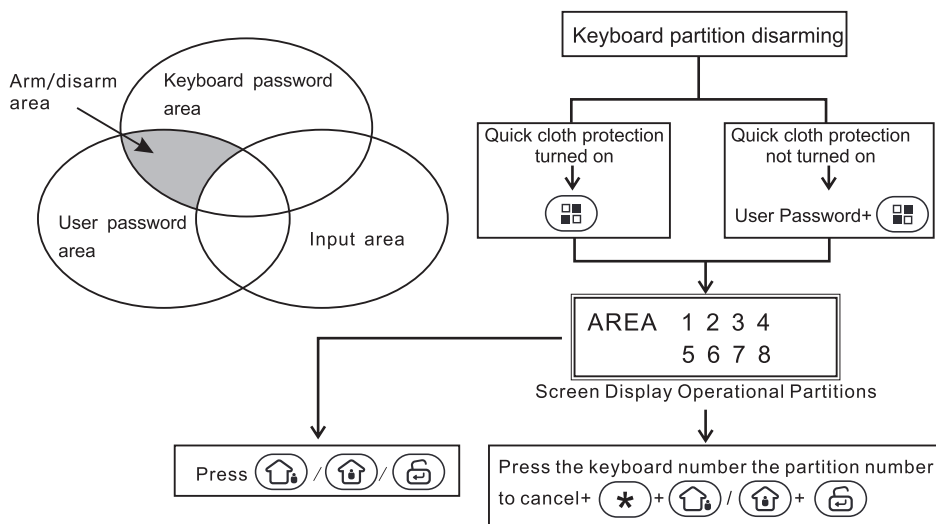 Arm/disarm
area
Keyboard password
area
User password
area
Input area
Keyboard partition disarming
Quick cloth protection
turned on
Quick cloth protection
not turned on
User Password+
AREA 1 2 3 4
5 6 7 8
Screen Display Operational Partitions
Press / /
Press the keyboard number the partition number
to cancel+ * + / +